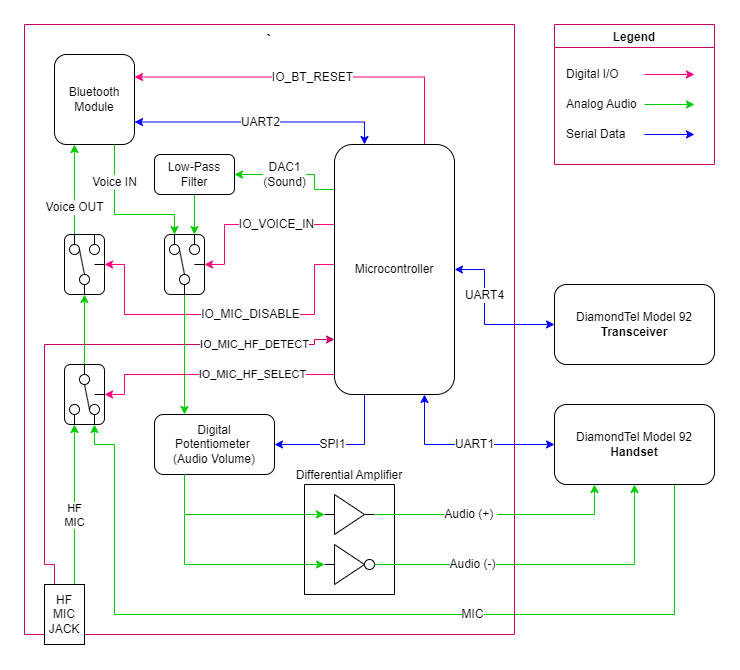 `
Legend
Digital I/O
Analog Audio
Serial Data
Bluetooth
Module
IO_BT_RESET
UART2
Low-Pass
Filter
DAC1
(Sound)
Voice IN
Voice OUT
IO_VOICE_IN
Microcontroller
UART4
DiamondTel Model 92
Transceiver
IO_MIC_DISABLE
IO_MIC_HF_DETECT
IO_MIC_HF_SELECT
Digital
Potentiometer
(Audio Volume)
SPI1
UART1
DiamondTel Model 92
Handset
Differential Amplifier
HF
MIC
Audio (+)
Audio (-)
HF
MIC
JACK
MIC